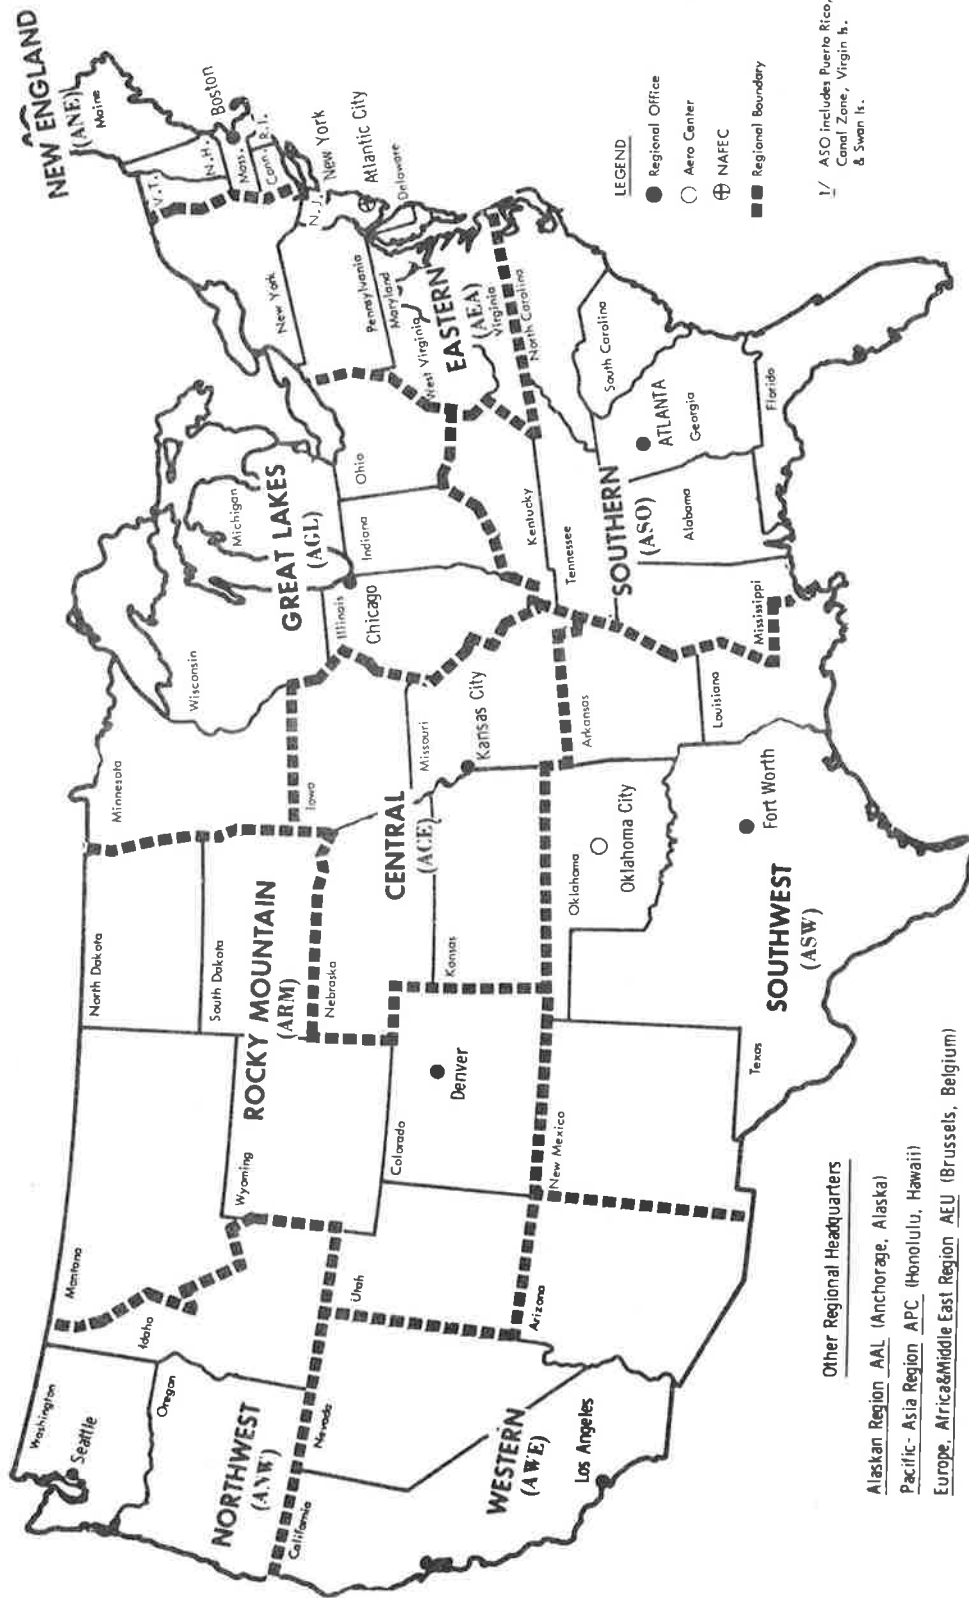 NEW ENGLAND
(ANE)
Maine
V.T.
N.H.
Boston
Mass.
Conn.
R.I.
New York
New York
N.J.
Atlantic City
Pennsylvania
Maryland
Delaware
West Virginia
EASTERN
(AEA)
Virginia
North Carolina
South Carolina
ATLANTA
Georgia
Florida
SOUTHERN
(ASO)
Alabama
Mississippi
Kentucky
Tennessee
GREAT LAKES
(AGL)
Michigan
Ohio
Indiana
Illinois
Chicago
Wisconsin
Minnesota
Iowa
Missouri
Kansas City
CENTRAL
(ACE)
Nebraska
Kansas
Arkansas
Louisiana
Oklahoma
Oklahoma City
Fort Worth
SOUTHWEST
(ASW)
Texas
New Mexico
North Dakota
South Dakota
ROCKY MOUNTAIN
(ARM)
Wyoming
Denver
Colorado
Montana
Utah
Idaho
Washington
Seattle
Oregon
NORTHWEST
(ANW)
Nevada
California
WESTERN
(AWE)
Los Angeles
Arizona
LEGEND
Regional Office
Aero Center
NAFEC
Regional Boundary
1/ ASO includes Puerto Rico,
Canal Zone, Virgin Is.
& Swan Is.
Other Regional Headquarters
Alaskan Region AAL (Anchorage, Alaska)
Pacific- Asia Region APC (Honolulu, Hawaii)
Europe, Africa&Middle East Region AEU (Brussels, Belgium)